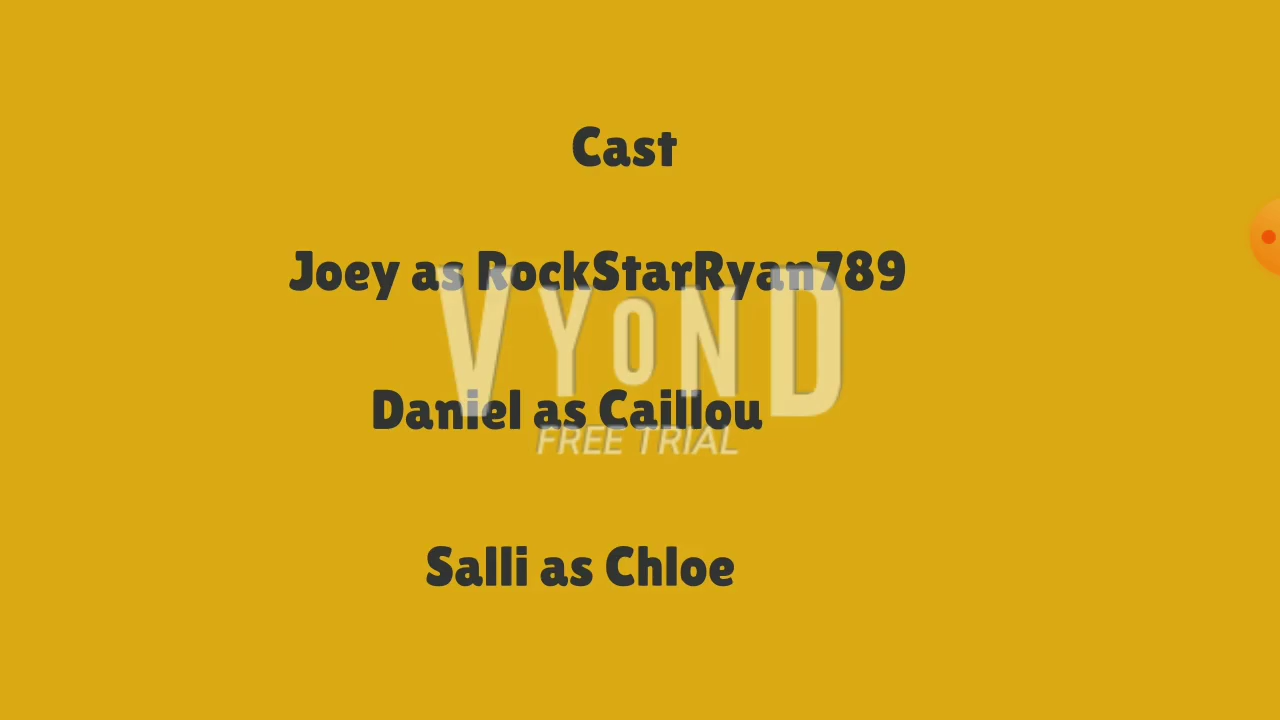 Cast
Joey as RockStarRyan789
VYOND
Daniel as Caillou
FREE TRIAL
Salli as Chloe